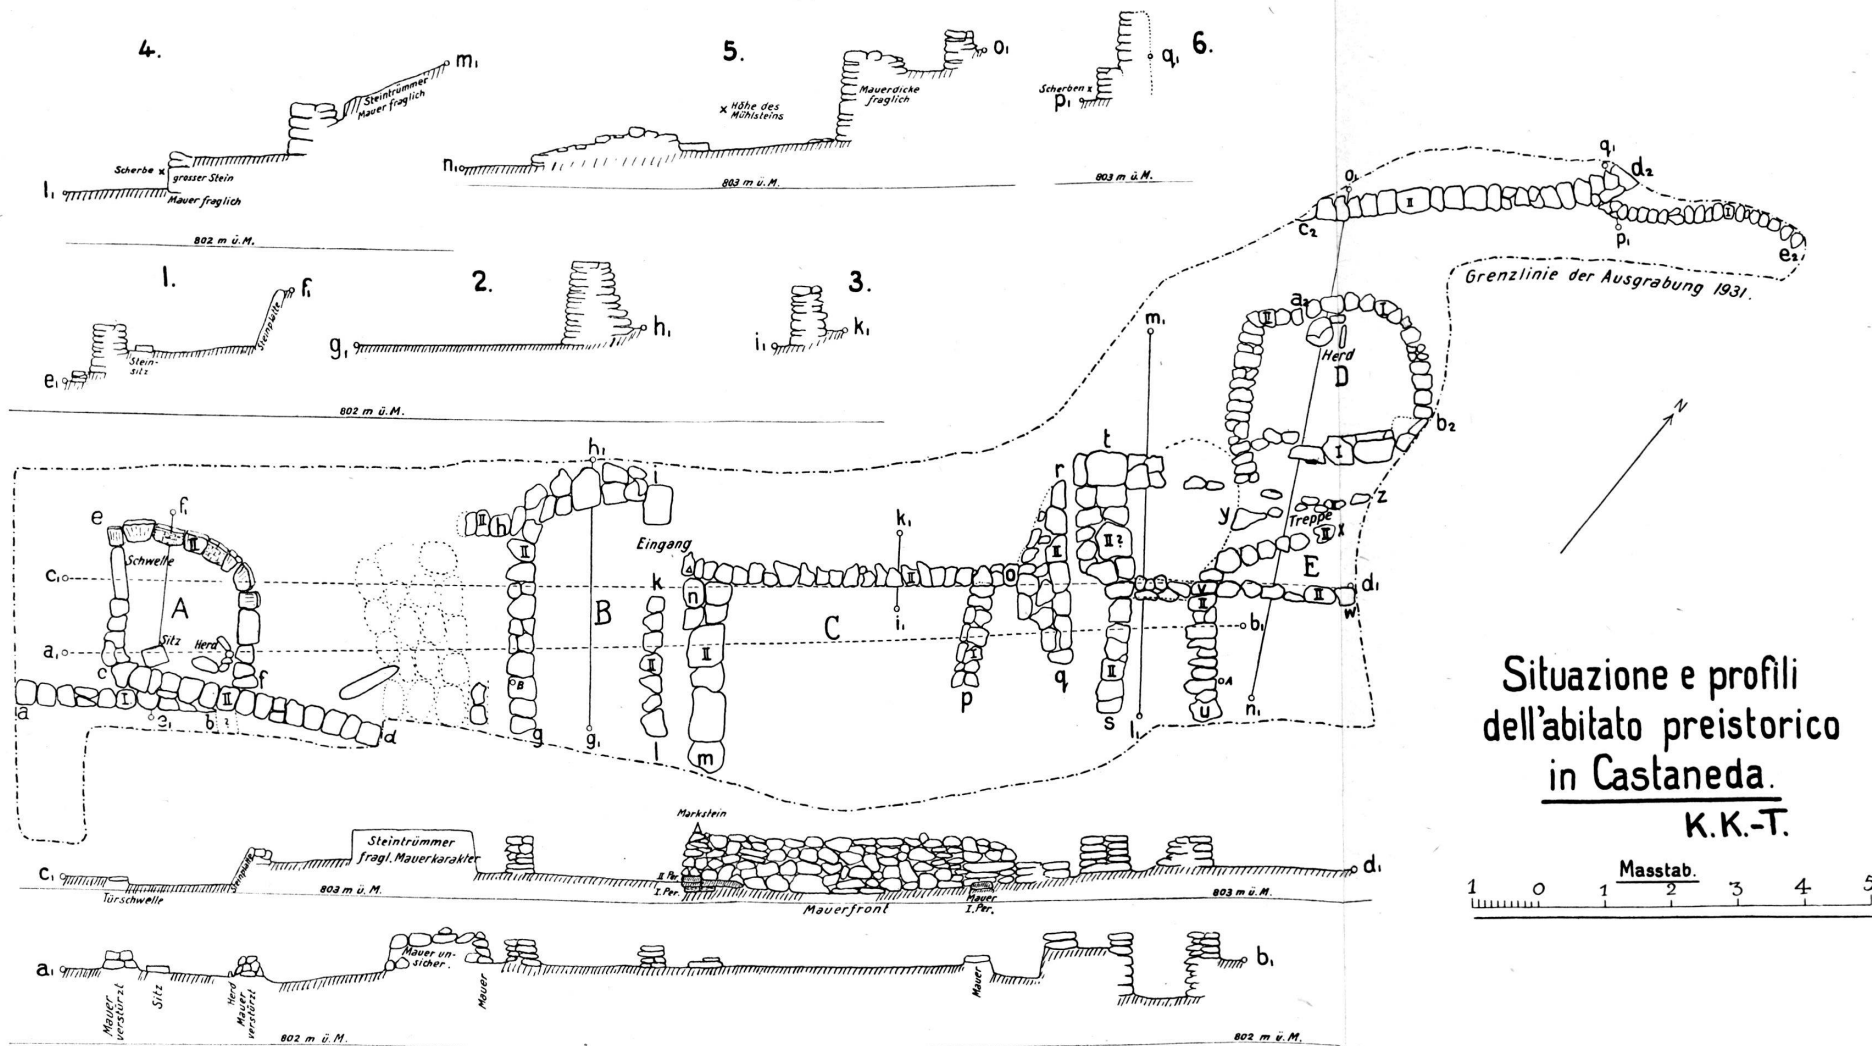 4.
m₁
Steintrümmer
Mauer fraglich
Scherbe x
grosser Stein
l₁
Mauer fraglich
802 m ü.M.
5.
o₁
x Höhe des
Mühlsteins
Mauerdicke
fraglich
n₁
803 m ü.M.
6.
q₁
Scherben x
p₁
803 m ü.M.
1.
f₁
Steinplatte
Stein-
sitz
e₁
2.
g₁
h₁
3.
i₁
k₁
802 m ü.M.
q₁
d₂
o₁
II
c₂
p₁
I
e₂
Grenzlinie der Ausgrabung 1931.
m₁
a₂
II
I
Herd
D
b₂
I
N
h₁
t
r
i
e
f₁
II
II
h
z
y
Treppe
II
x
Schwelle
Eingang
k₁
II
II?
II
E
c₁
k
II
o
d₁
A
n
v
II
II
w
B
C
i₁
b₁
a₁
Sitz
Herd
II
II
I
II
c
f
B
p
q
A
a
I
II
e₁
b
?
d
g
g₁
l
m
s
l₁
u
n₁
Situazione e profili
dell'abitato preistorico
in Castaneda.
K.K.-T.
Masstab.
1 0 1 2 3 4 5
Markstein
Steintrümmer
fragl. Mauerkarakter
c₁
Steinplatte
II. Per.
I. Per.
d₁
Türschwelle
803 m ü.M.
Mauerfront
Mauer
I. Per.
803 m ü.M.
a₁
Mauer un-
sicher.
b₁
Mauer
verstürzt
Sitz
Herd
Mauer
verstürzt
Mauer
Mauer
802 m ü.M.
802 m ü.M.